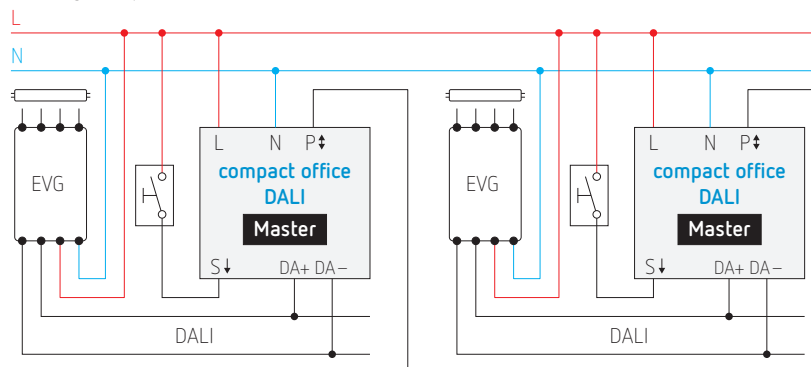 L
N
L N P
L N P
compact office
DALI
compact office
DALI
EVG
EVG
Master
Master
S DA+ DA−
S DA+ DA−
DALI
DALI